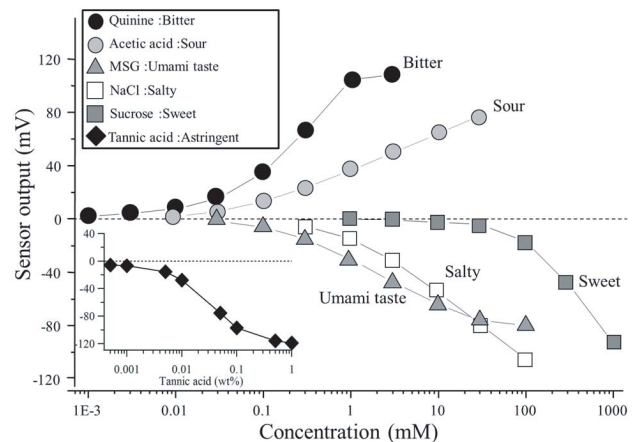 Quinine :Bitter
Acetic acid :Sour
MSG :Umami taste
NaCl :Salty
Sucrose :Sweet
Tannic acid :Astringent
Bitter
Sour
Salty
Umami taste
Sweet
Sensor output (mV)
120
80
40
0
-40
-80
-120
40
0
-40
-80
-120
0.001
0.01
0.1
1
Tannic acid (wt%)
1E-3
0.01
0.1
1
10
100
1000
Concentration (mM)